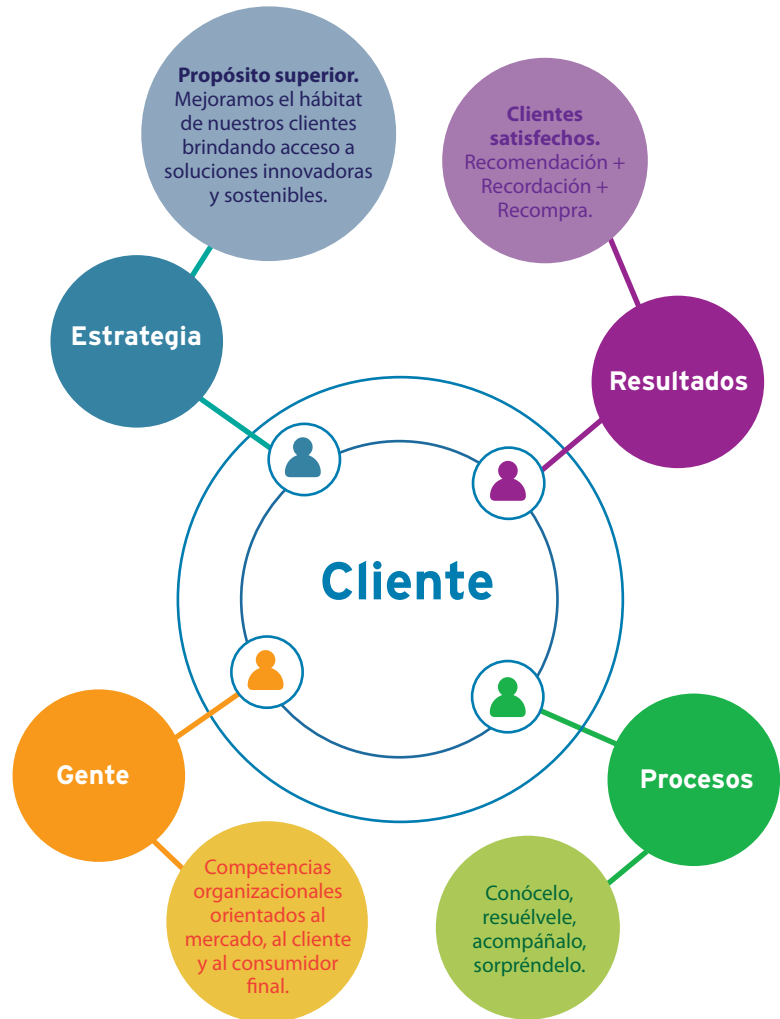 Propósito superior.
Mejoramos el hábitat
de nuestros clientes
brindando acceso a
soluciones innovadoras
y sostenibles.
Clientes
satisfechos.
Recomendación +
Recordación +
Recompra.
Estrategia
Resultados
Cliente
Gente
Procesos
Competencias
organizacionales
orientados al
mercado, al cliente
y al consumidor
final.
Conócelo,
resuélvele,
acompáñalo,
sorpréndelo.